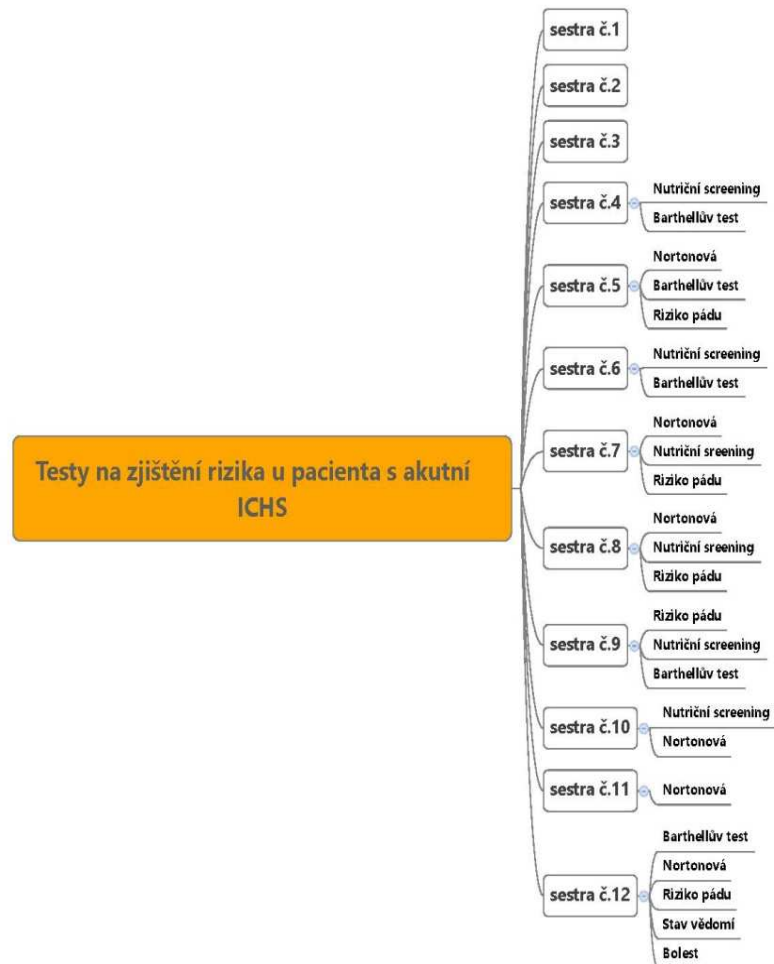 Testy na zjištění rizika u pacienta s akutní
ICHS
sestra č.1
sestra č.2
sestra č.3
sestra č.4
Nutriční screening
Barthellův test
sestra č.5
Nortonová
Barthellův test
Riziko pádu
sestra č.6
Nutriční screening
Barthellův test
sestra č.7
Nortonová
Nutriční sreening
Riziko pádu
sestra č.8
Nortonová
Nutriční sreening
Riziko pádu
sestra č.9
Riziko pádu
Nutriční screening
Barthellův test
sestra č.10
Nutriční screening
Nortonová
sestra č.11
Nortonová
sestra č.12
Barthellův test
Nortonová
Riziko pádu
Stav vědomí
Bolest